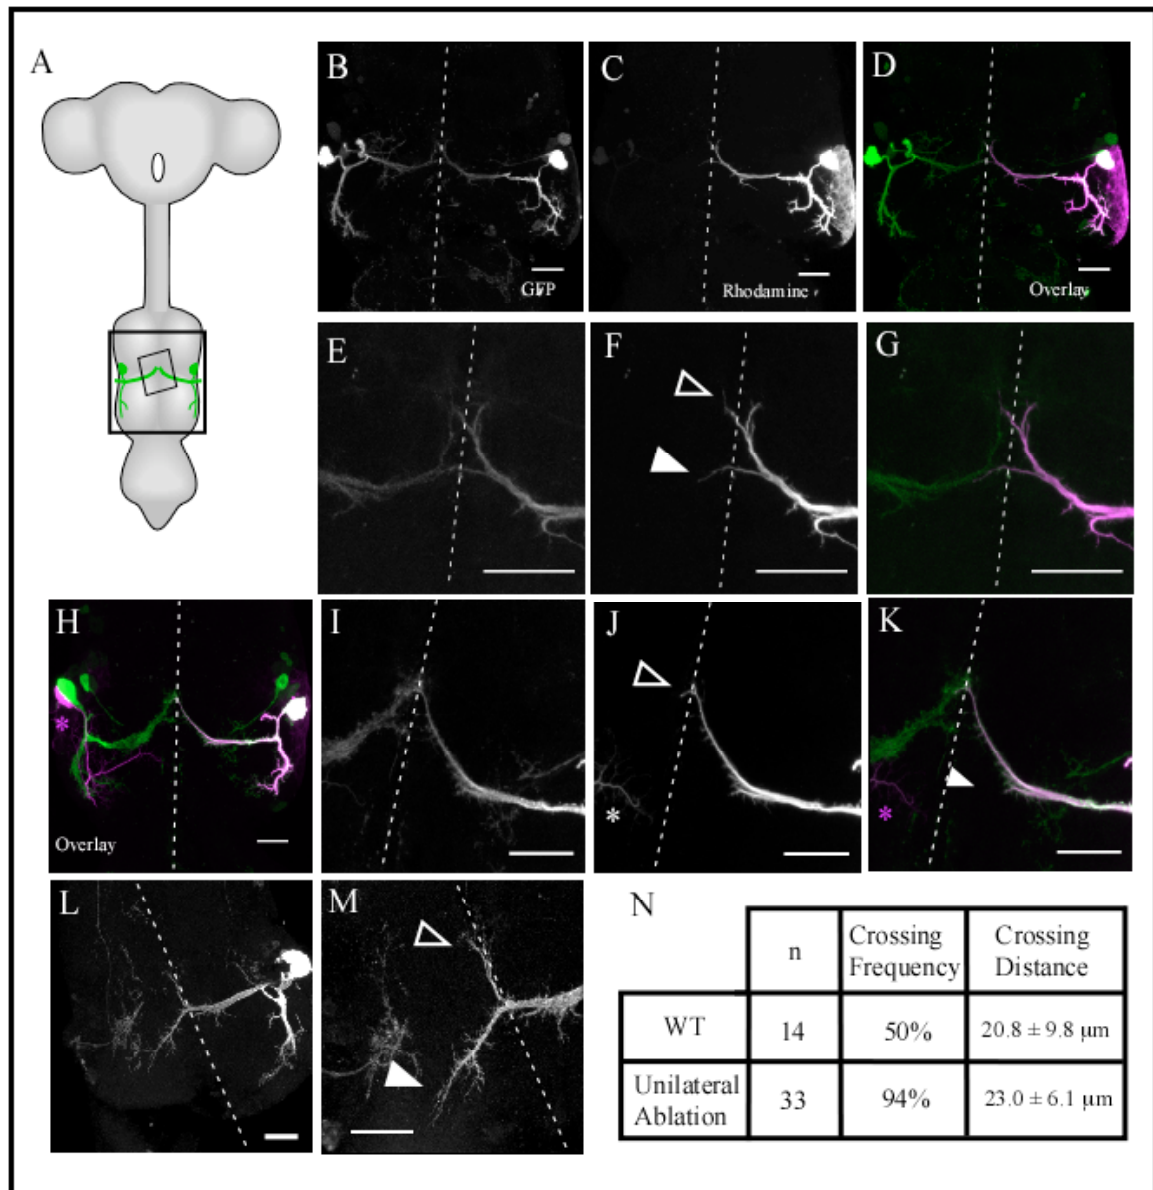 A
B
GFP
C
Rhodamine
D
Overlay
E
F
G
H
*
Overlay
I
J
*
K
*
L
M
N
n
Crossing
Frequency
Crossing
Distance
WT
14
50%
20.8 ± 9.8 µm
Unilateral
Ablation
33
94%
23.0 ± 6.1 µm